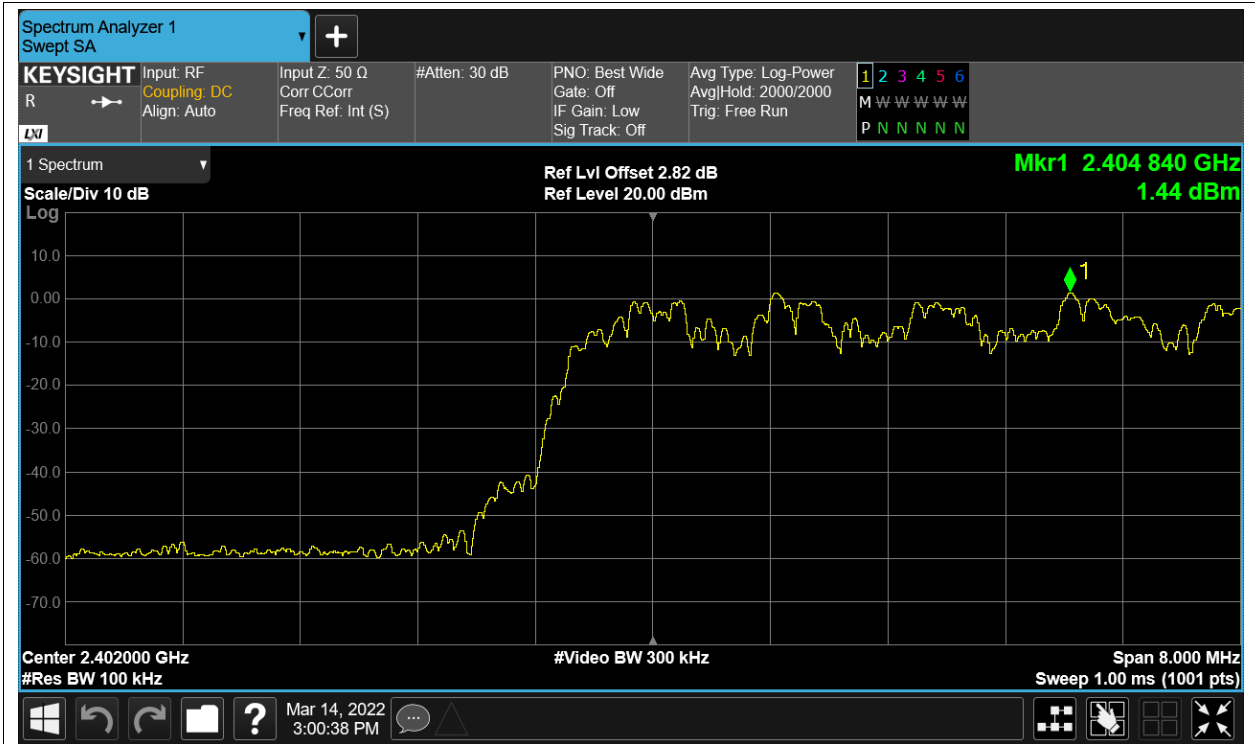 Spectrum Analyzer 1
Swept SA
+
KEYSIGHT
R
LXI
Input: RF
Coupling: DC
Align: Auto
Input Z: 50 Ω
Corr CCorr
Freq Ref: Int (S)
#Atten: 30 dB
PNO: Best Wide
Gate: Off
IF Gain: Low
Sig Track: Off
Avg Type: Log-Power
Avg|Hold: 2000/2000
Trig: Free Run
1 2 3 4 5 6
M W W W W W
P N N N N N
1 Spectrum
Scale/Div 10 dB
Log
Ref Lvl Offset 2.82 dB
Ref Level 20.00 dBm
Mkr1 2.404 840 GHz
1.44 dBm
10.0
0.00
-10.0
-20.0
-30.0
-40.0
-50.0
-60.0
-70.0
1
Center 2.402000 GHz
#Res BW 100 kHz
#Video BW 300 kHz
Span 8.000 MHz
Sweep 1.00 ms (1001 pts)
?
Mar 14, 2022
3:00:38 PM